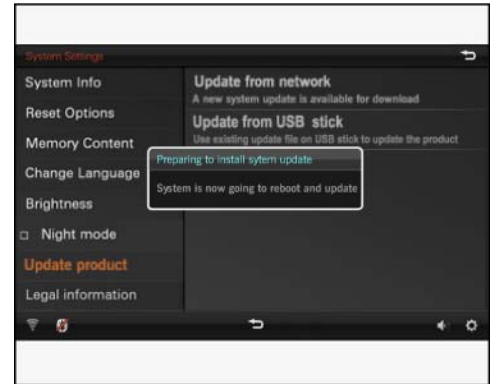 System Settings
System Info
Reset Options
Memory Content
Change Language
Brightness
Night mode
Update product
Legal information
Update from network
A new system update is available for download
Update from USB stick
Use existing update file on USB stick to update the product
Preparing to install sytem update
System is now going to reboot and update